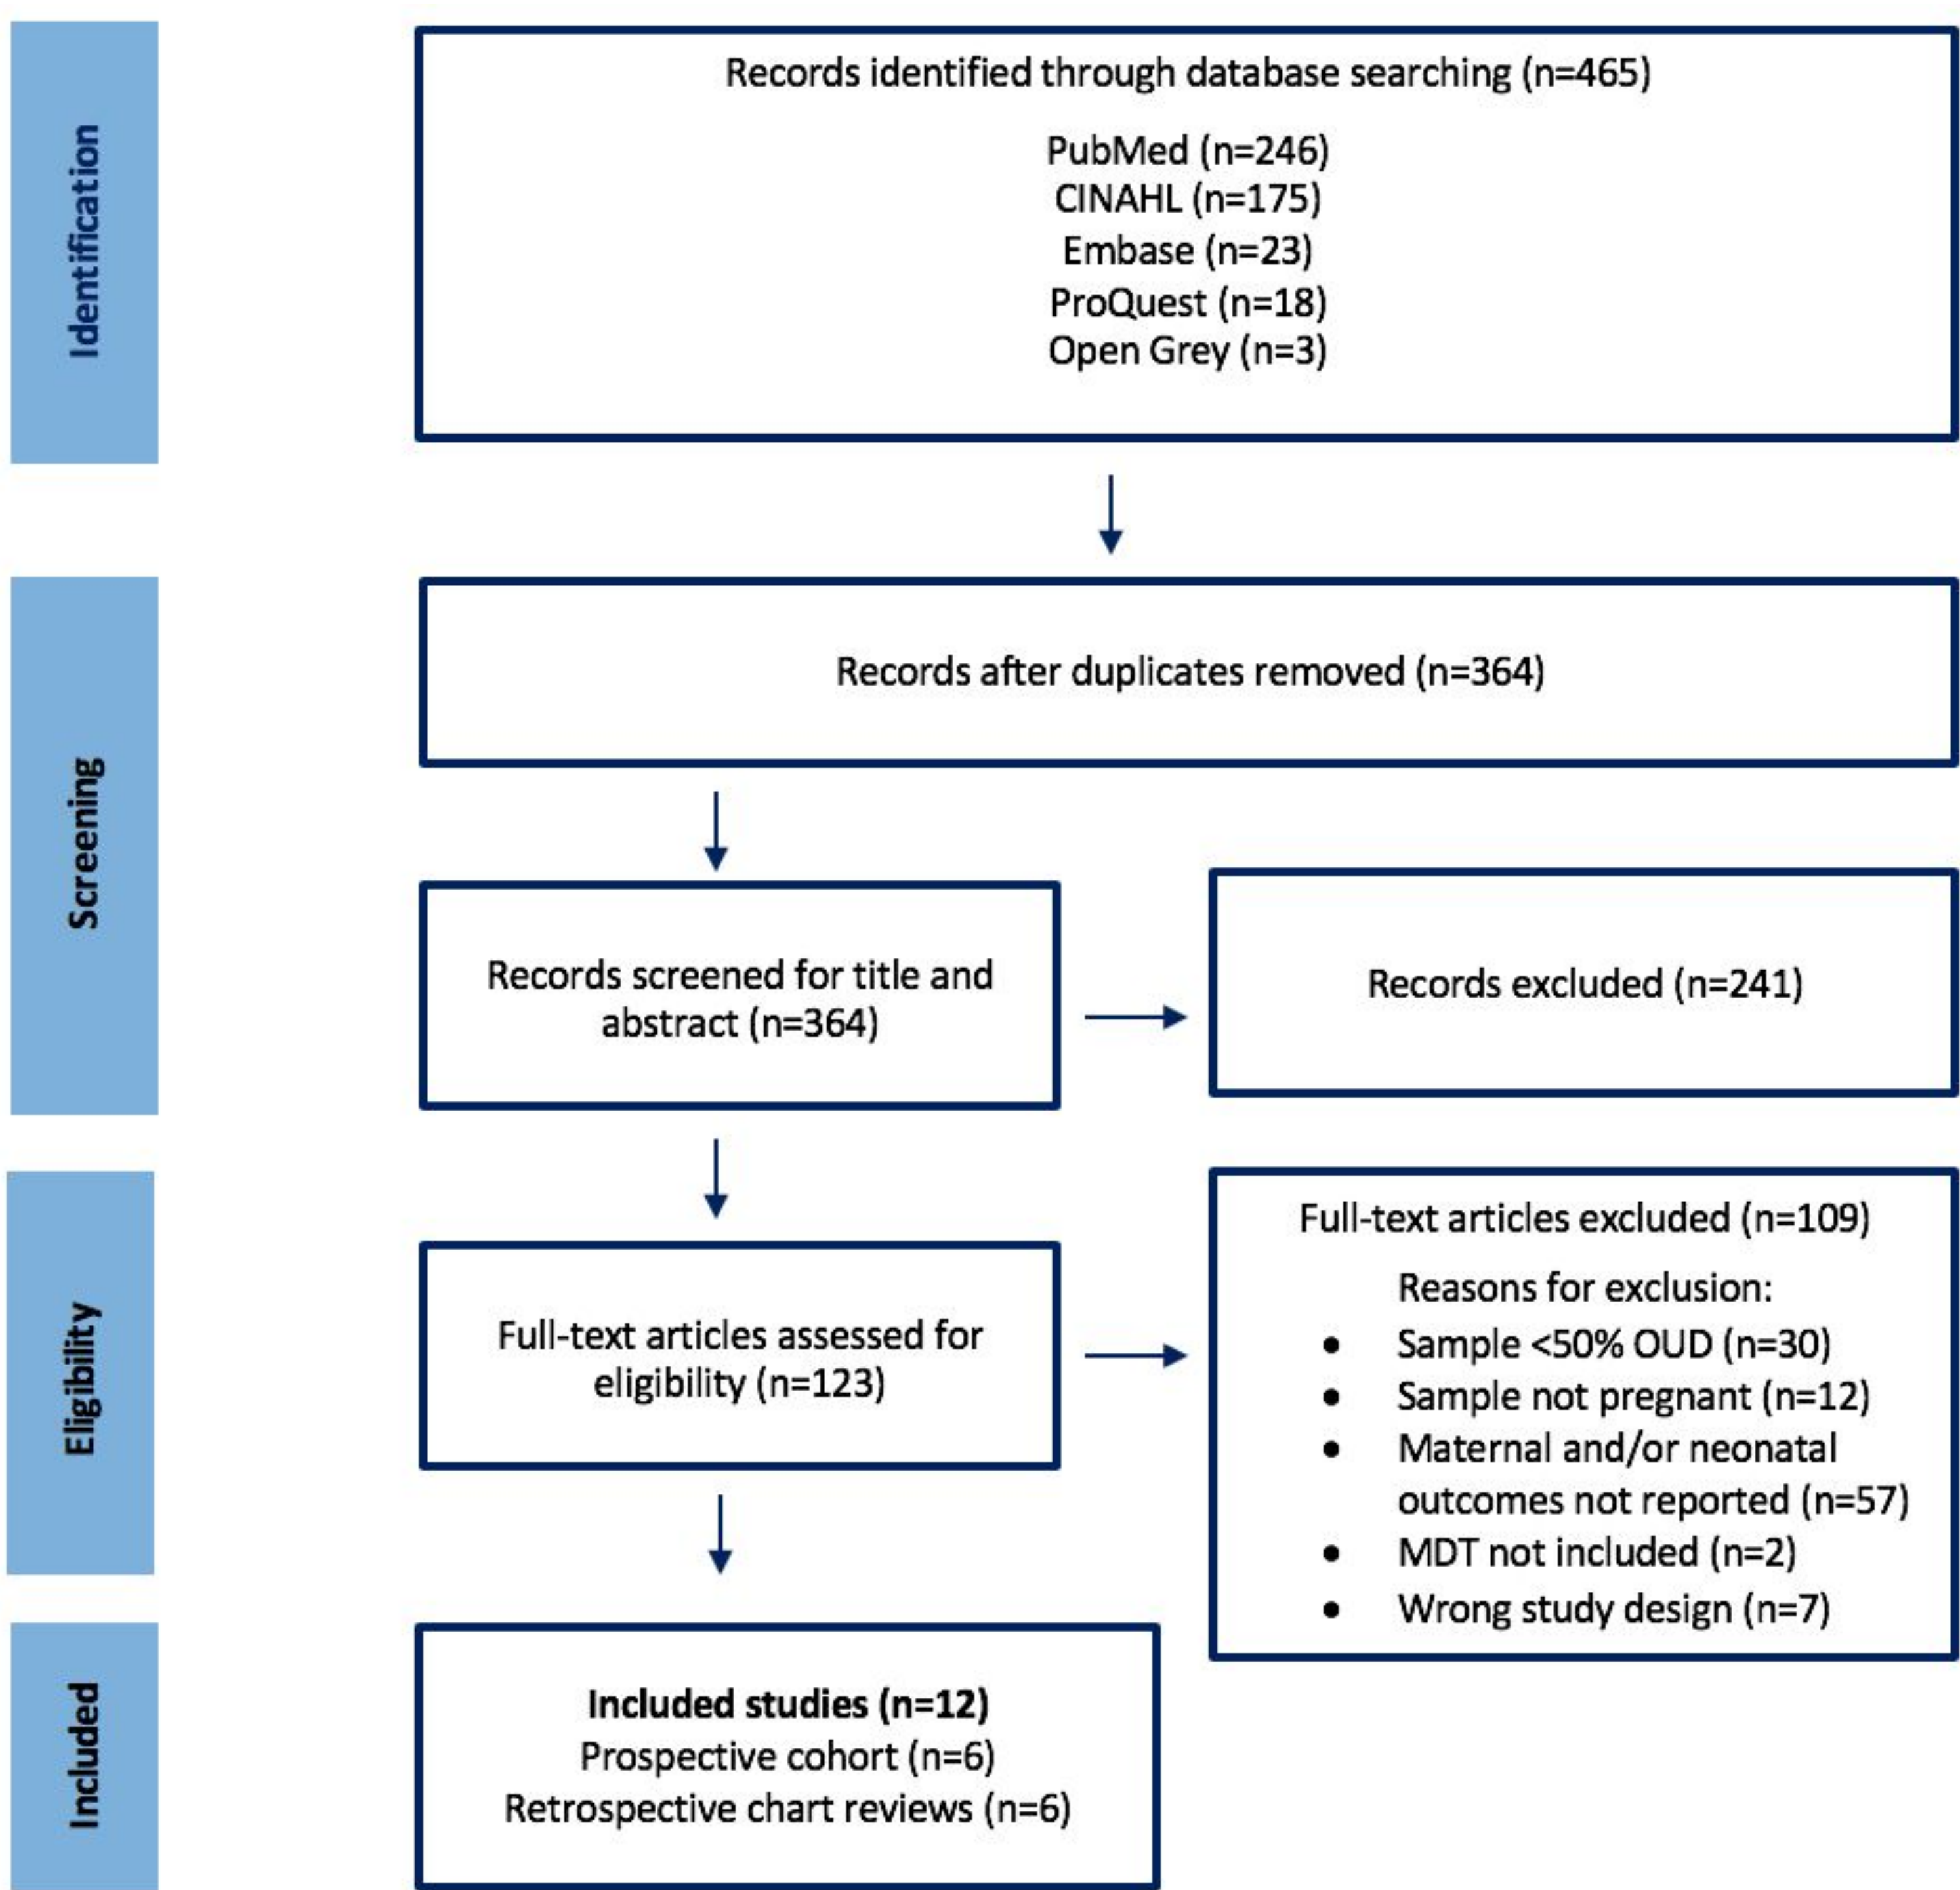 Identification
Records identified through database searching (n=465)
PubMed (n=246)
CINAHL (n=175)
Embase (n=23)
ProQuest (n=18)
Open Grey (n=3)
Screening
Records after duplicates removed (n=364)
Records screened for title and
abstract (n=364)
Records excluded (n=241)
Eligibility
Full-text articles assessed for
eligibility (n=123)
Full-text articles excluded (n=109)
Reasons for exclusion:
• Sample <50% OUD (n=30)
• Sample not pregnant (n=12)
• Maternal and/or neonatal
outcomes not reported (n=57)
• MDT not included (n=2)
• Wrong study design (n=7)
Included
Included studies (n=12)
Prospective cohort (n=6)
Retrospective chart reviews (n=6)